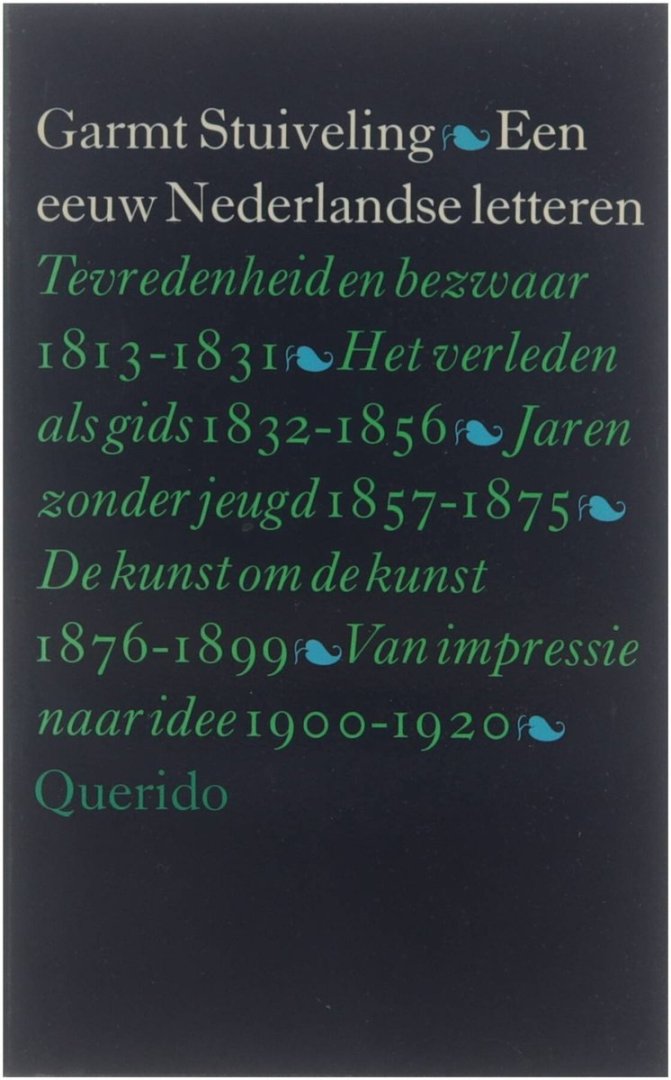 Garmt Stuiveling ❧ Een
eeuw Nederlandse letteren
Tevredenheid en bezwaar
1813-1831 ❧ Het verleden
als gids 1832-1856 ❧ Jaren
zonder jeugd 1857-1875 ❧
De kunst om de kunst
1876-1899 ❧ Van impressie
naar idee 1900-1920 ❧
Querido